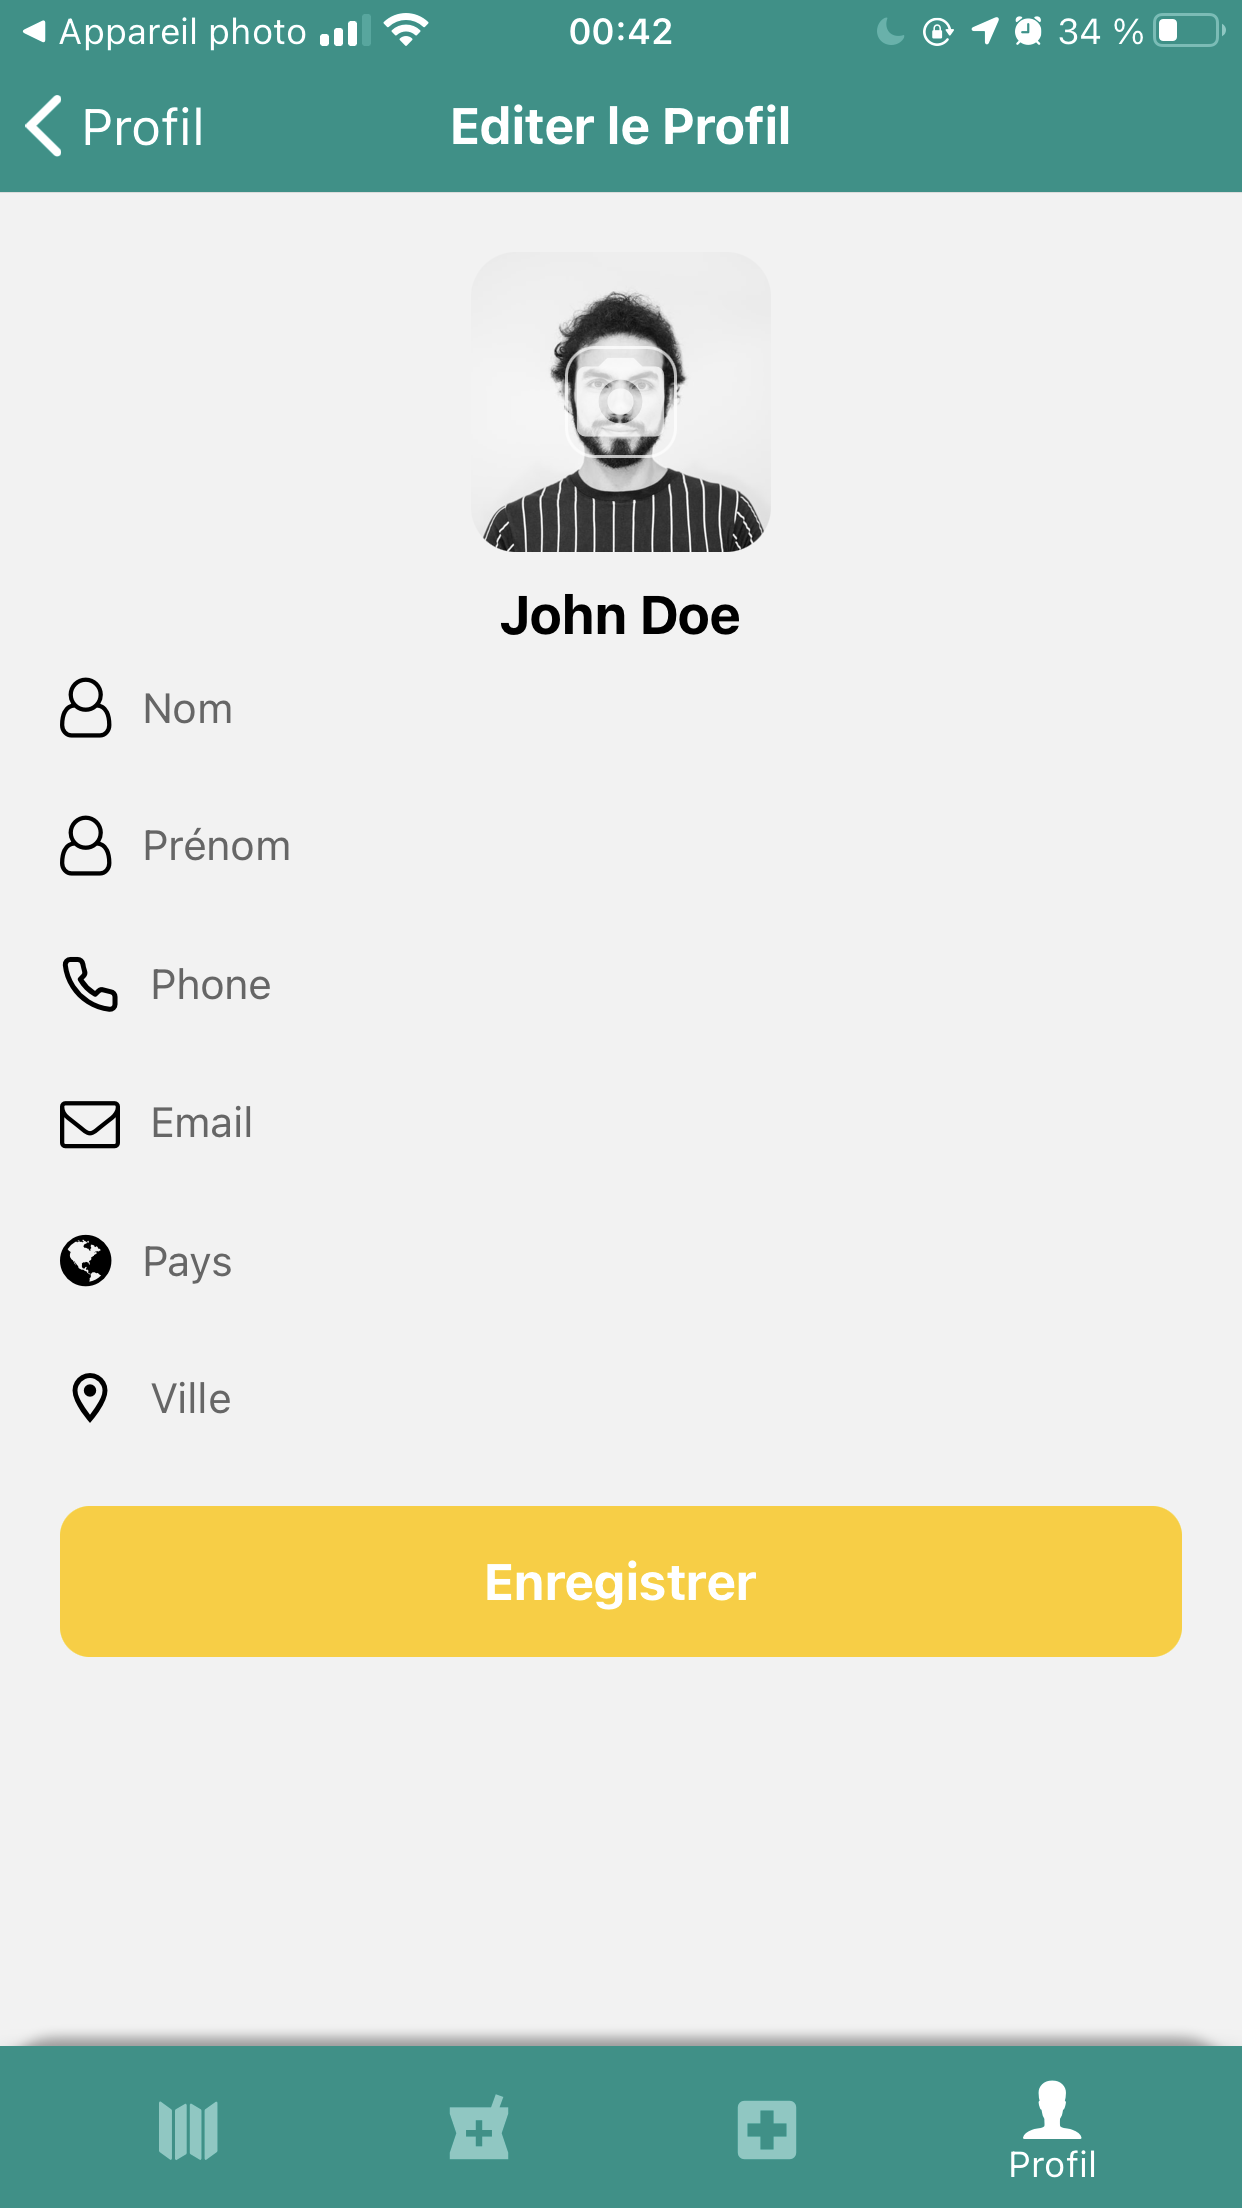 Appareil photo 00:42 34 %
Profil Editer le Profil
John Doe
Nom
Prénom
Phone
Email
Pays
Ville
Enregistrer
Profil